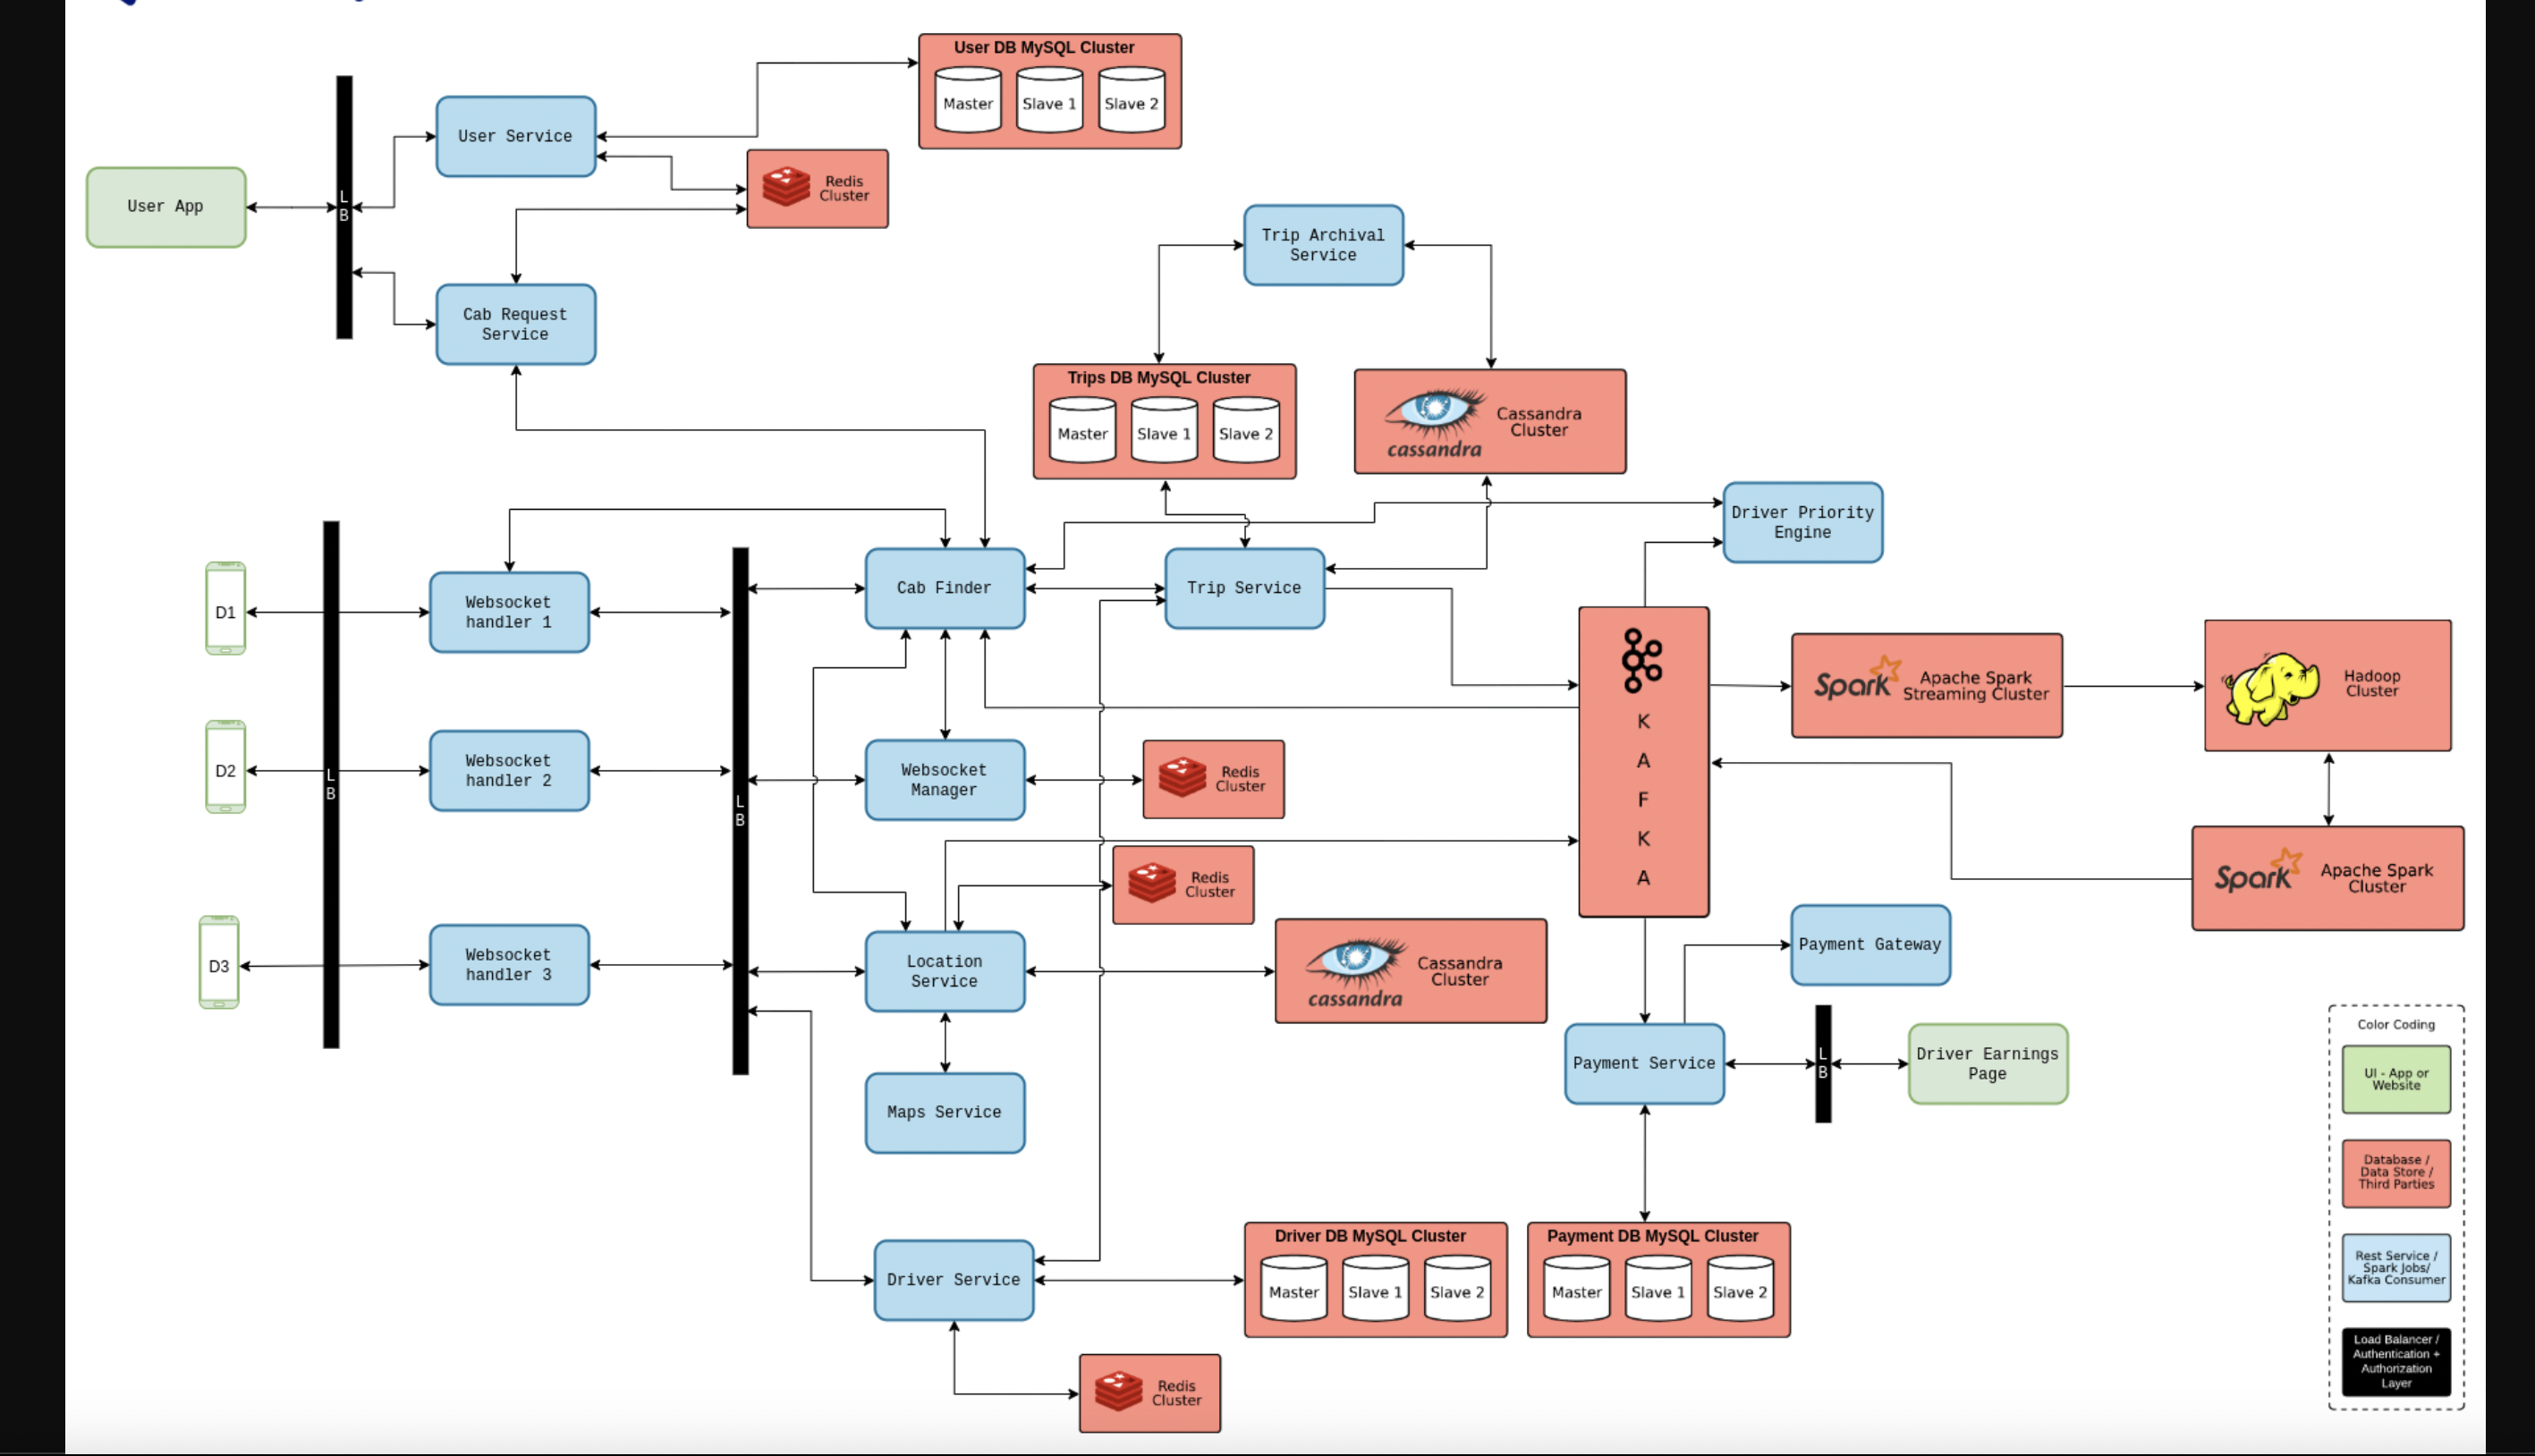 User DB MySQL Cluster
Master
Slave 1
Slave 2
User Service
User App
L
B
Redis
Cluster
Cab Request
Service
Trip Archival
Service
Trips DB MySQL Cluster
Master
Slave 1
Slave 2
cassandra
Cassandra
Cluster
Driver Priority
Engine
D1
Websocket
handler 1
Cab Finder
Trip Service
D2
L
B
Websocket
handler 2
L
B
Websocket
Manager
Redis
Cluster
K
A
F
K
A
Spark
Apache Spark
Streaming Cluster
Hadoop
Cluster
Spark
Apache Spark
Cluster
Redis
Cluster
D3
Websocket
handler 3
Location
Service
cassandra
Cassandra
Cluster
Payment Gateway
Maps Service
Payment Service
L
B
Driver Earnings
Page
Driver Service
Driver DB MySQL Cluster
Master
Slave 1
Slave 2
Payment DB MySQL Cluster
Master
Slave 1
Slave 2
Redis
Cluster
Color Coding
UI - App or
Website
Database /
Data Store /
Third Parties
Rest Service /
Spark Jobs/
Kafka Consumer
Load Balancer /
Authentication +
Authorization
Layer